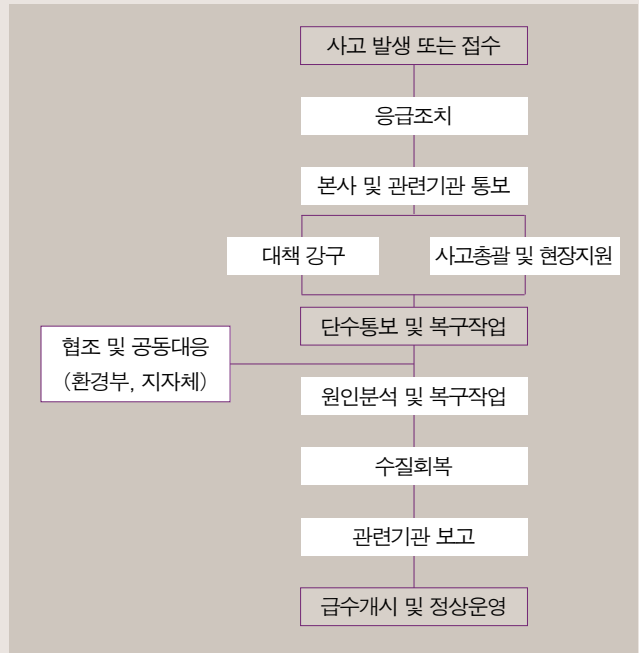 사고 발생 또는 접수
응급조치
본사 및 관련기관 통보
대책 강구
사고총괄 및 현장지원
단수통보 및 복구작업
협조 및 공동대응
(환경부, 지자체)
원인분석 및 복구작업
수질회복
관련기관 보고
급수개시 및 정상운영